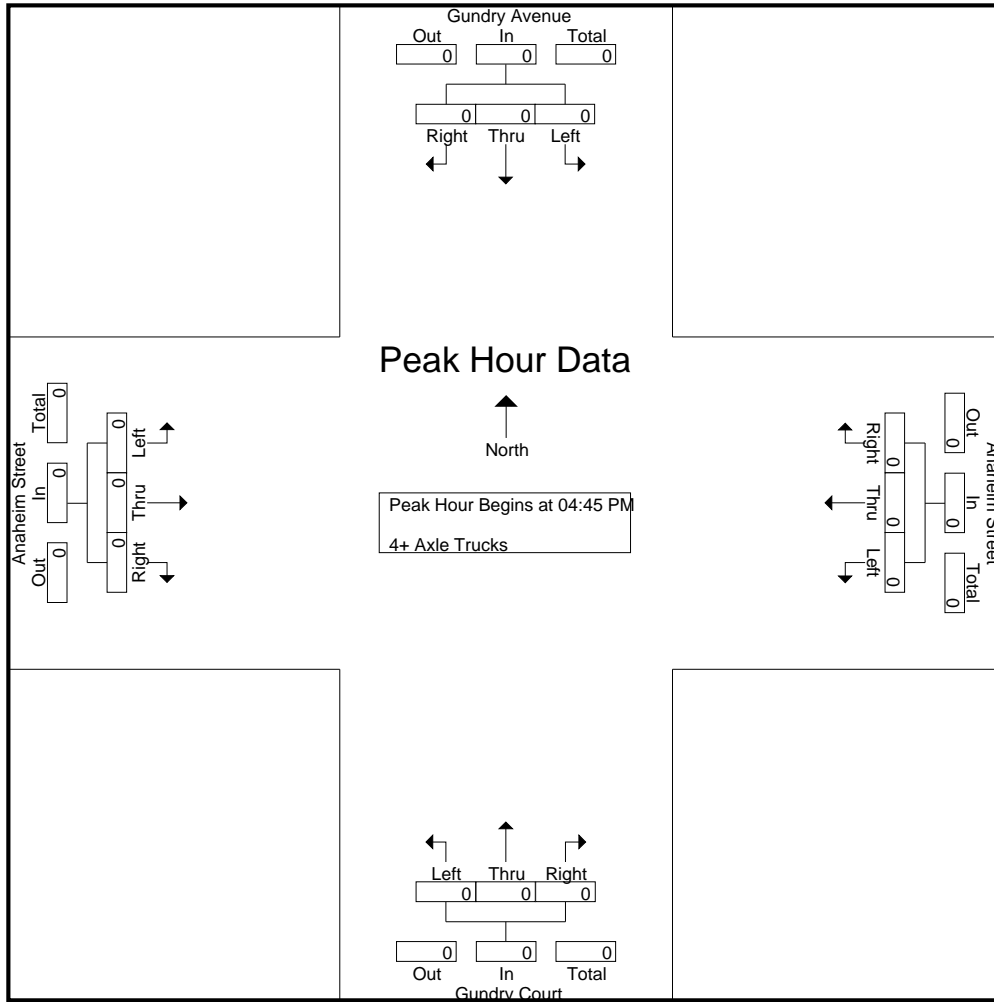 Gundry Avenue
Out In Total
0 0 0
0 0 0
Right Thru Left
Peak Hour Data
North
Peak Hour Begins at 04:45 PM
4+ Axle Trucks
Anaheim Street
Out In Total
0 0 0
0 0 0
Right Thru Left
Anaheim Street
Out In Total
0 0 0
0 0 0
Right Thru Left
Left Thru Right
0 0 0
0 0 0
Out In Total
Gundry Court